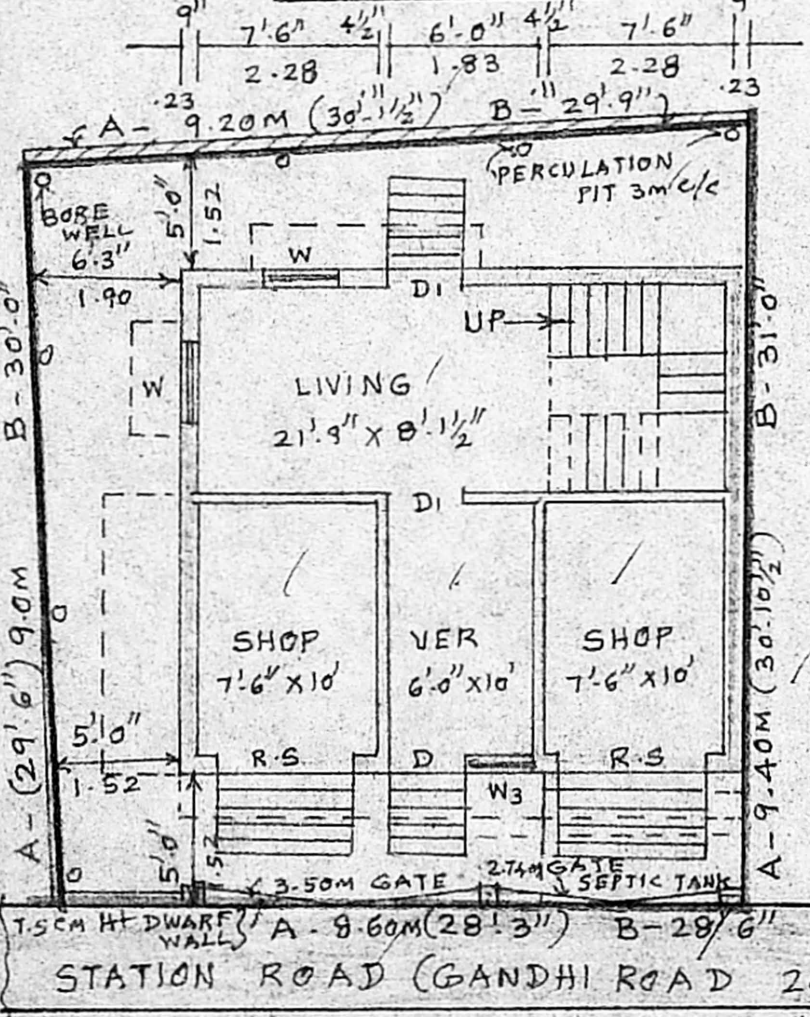 9"
7'-6"
4½"
6'-0"
4½"
7'-6"
9
.23
2.28
1.83
2.28
.23
A - 9.20M (30'-1½") B-"29'.9"
PERCULATION
PIT 3m c/c
BORE
WELL
5'.0"
1.52
6'.3"
1.90
W
D1
UP
B-30'-0"
B-31'-0"
W
LIVING
21'.9" X 8'.1½"
D1
SHOP
7'-6" X 10'
VER
6'.0" X 10'
SHOP
7'-6" X 10'
A-(29'.6") 9.0M
A-9.40M (30'-10½")
5'.0"
1.52
R.S
D
R.S
W3
5'.0"
.52
3.50M GATE
2.74M GATE
SEPTIC TANK
7.5CM Ht DWARF
WALL
A - 8.60M (28'.3") B-28'6"
STATION ROAD (GANDHI ROAD 2